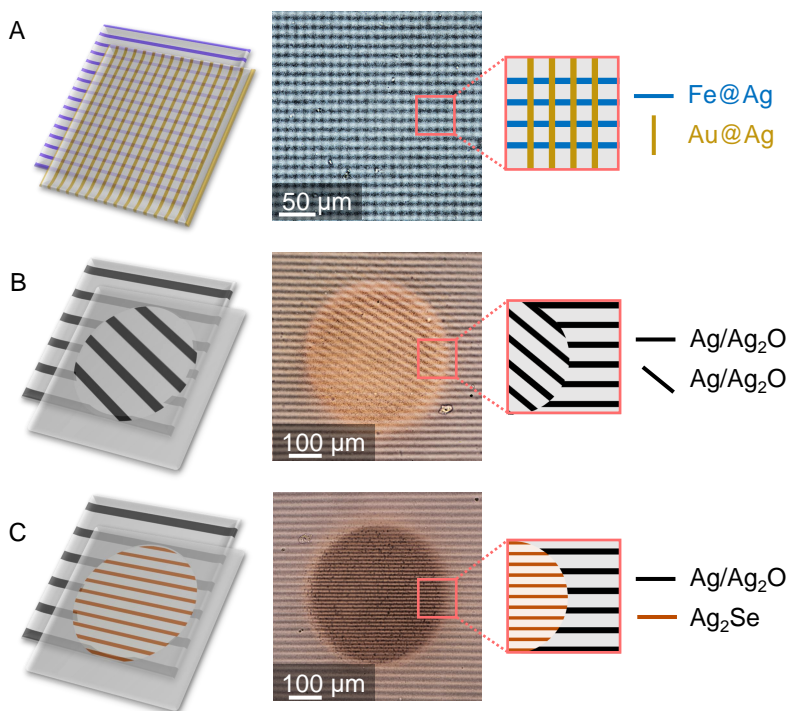 A
50 µm
Fe@Ag
Au@Ag
B
100 µm
Ag/Ag₂O
Ag/Ag₂O
C
100 µm
Ag/Ag₂O
Ag₂Se